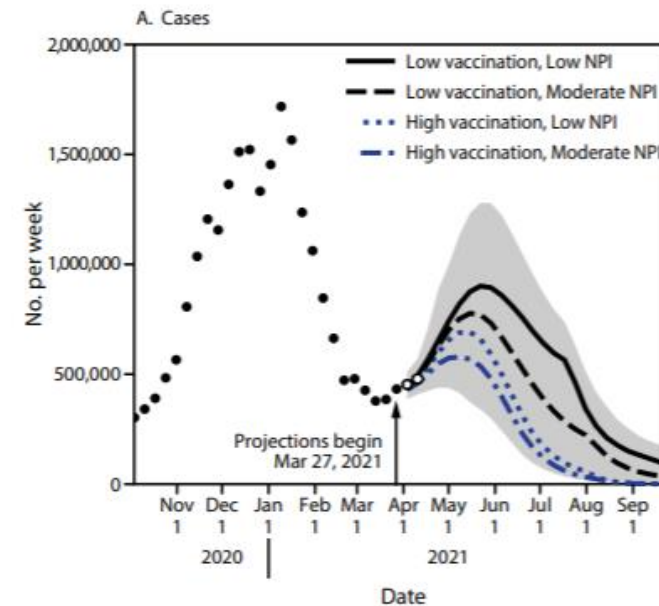 A. Cases
2,000,000
1,500,000
1,000,000
500,000
0
No. per week
Low vaccination, Low NPI
Low vaccination, Moderate NPI
High vaccination, Low NPI
High vaccination, Moderate NPI
Projections begin
Mar 27, 2021
Nov Dec Jan Feb Mar Apr May Jun Jul Aug Sep
1 1 1 1 1 1 1 1 1 1 1
2020 2021
Date